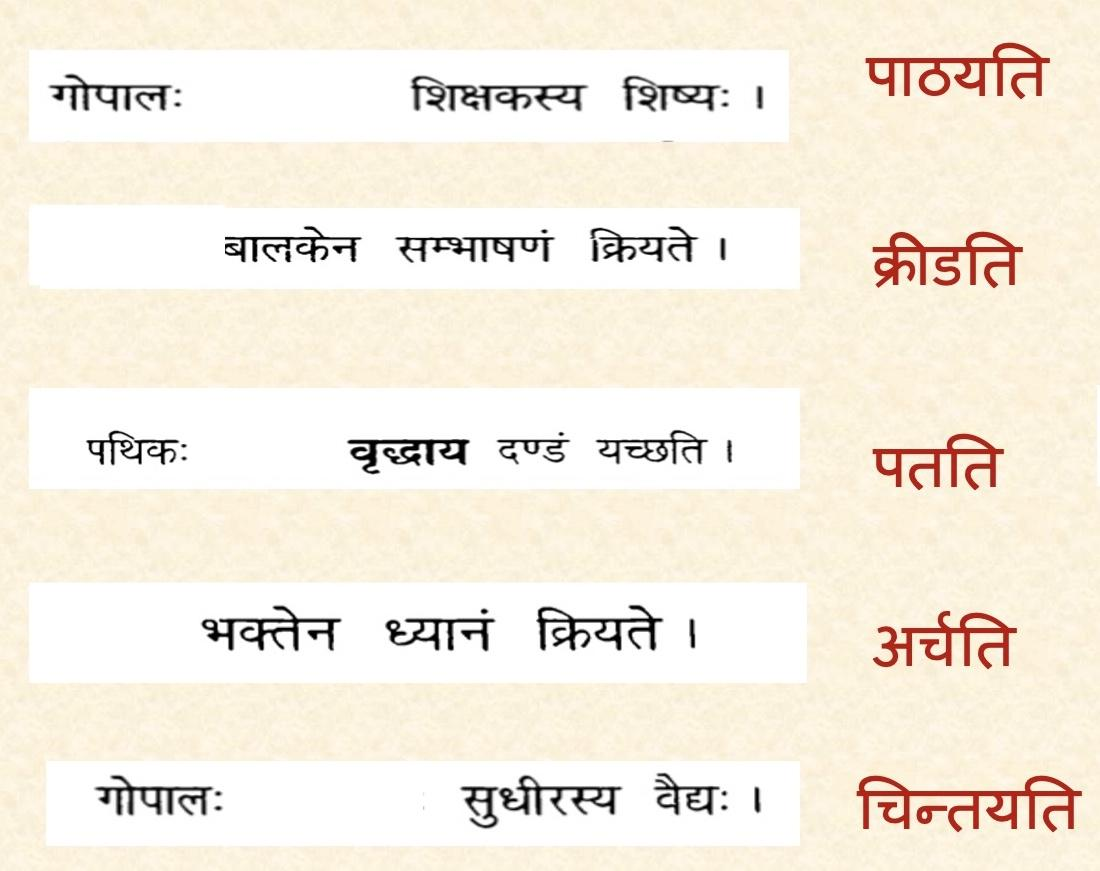 गोपालः शिक्षकस्य शिष्यः । पाठयति
बालकेन सम्भाषणं क्रियते । क्रीडति
पथिकः वृद्धाय दण्डं यच्छति । पतति
भक्तेन ध्यानं क्रियते । अर्चति
गोपालः सुधीरस्य वैद्यः । चिन्तयति